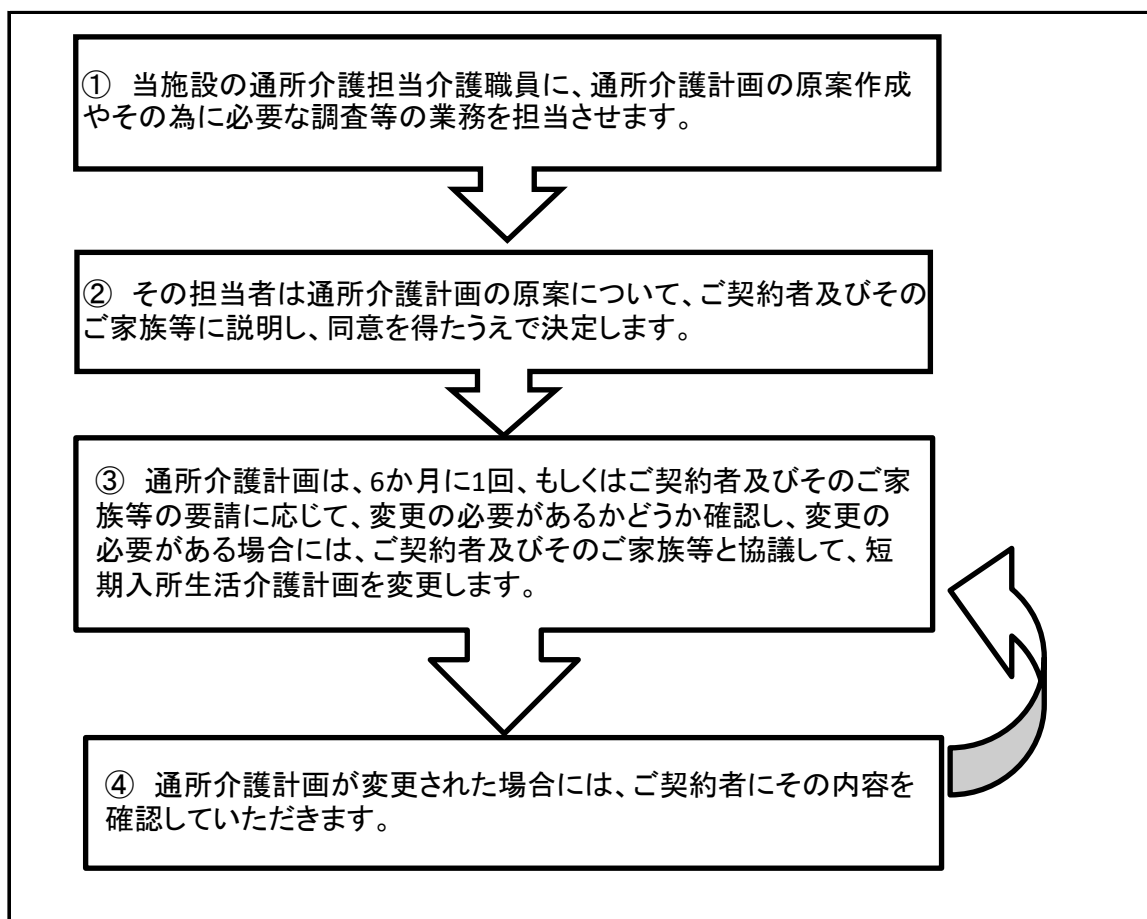 ① 当施設の通所介護担当介護職員に、通所介護計画の原案作成
やその為に必要な調査等の業務を担当させます。
② その担当者は通所介護計画の原案について、ご契約者及びその
ご家族等に説明し、同意を得たうえで決定します。
③ 通所介護計画は、6か月に1回、もしくはご契約者及びそのご家
族等の要請に応じて、変更の必要があるかどうか確認し、変更の
必要がある場合には、ご契約者及びそのご家族等と協議して、短
期入所生活介護計画を変更します。
④ 通所介護計画が変更された場合には、ご契約者にその内容を
確認していただきます。